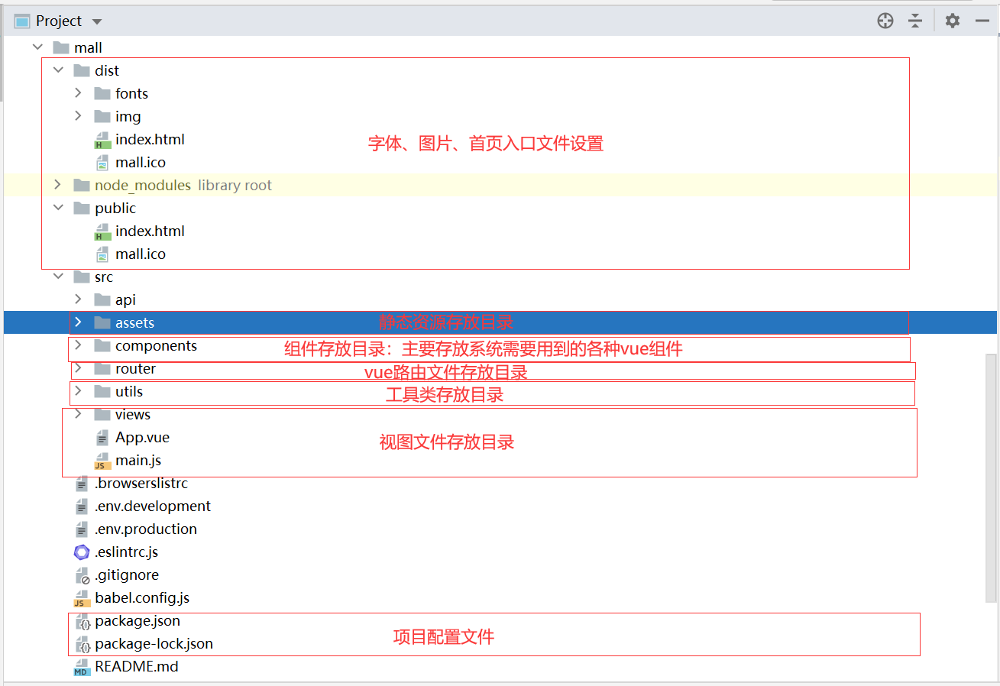 Project
mall
dist
fonts
img
index.html
字体、图片、首页入口文件设置
mall.ico
node_modules library root
public
index.html
mall.ico
src
api
assets 静态资源存放目录
components 组件存放目录：主要存放系统需要用到的各种vue组件
router vue路由文件存放目录
utils 工具类存放目录
views
App.vue 视图文件存放目录
main.js
.browserslistrc
.env.development
.env.production
.eslintrc.js
.gitignore
babel.config.js
package.json
项目配置文件
package-lock.json
README.md